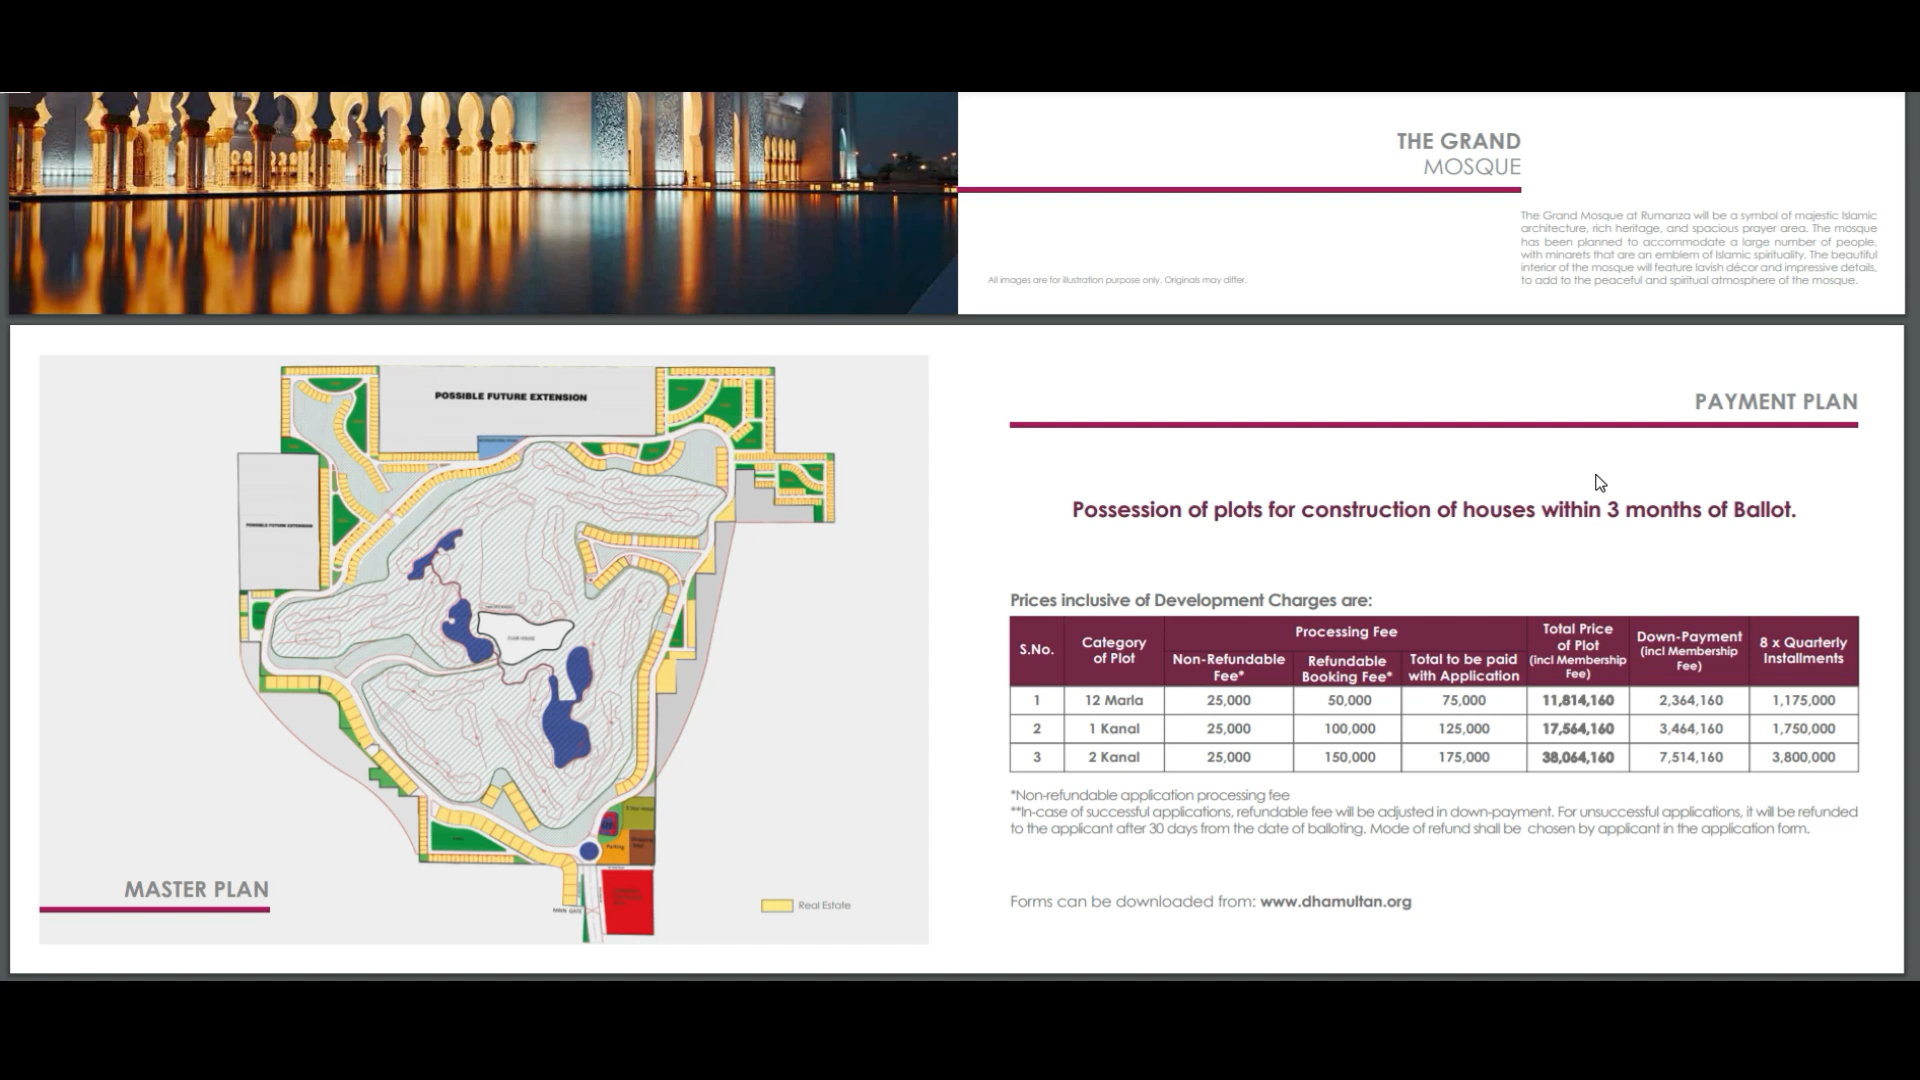 THE GRAND
MOSQUE
The Grand Mosque at Rumanza will be a symbol of majestic Islamic
architecture, rich heritage, and spacious prayer area. The mosque
has been planned to accommodate a large number of people,
with minarets that are an emblem of Islamic spirituality. The beautiful
interior of the mosque will feature lavish décor and impressive details,
to add to the peaceful and spiritual atmosphere of the mosque.
All images are for illustration purpose only. Originals may differ.
POSSIBLE FUTURE EXTENSION
POSSIBLE FUTURE EXTENSION
CLUB HOUSE
Parking
MAIN GATE
MASTER PLAN
Real Estate
PAYMENT PLAN
Possession of plots for construction of houses within 3 months of Ballot.
Prices inclusive of Development Charges are:
S.No. Category of Plot Processing Fee Total Price of Plot (incl Membership Fee) Down-Payment (incl Membership Fee) 8 x Quarterly Installments
Non-Refundable Fee* Refundable Booking Fee* Total to be paid with Application
1 12 Marla 25,000 50,000 75,000 11,814,160 2,364,160 1,175,000
2 1 Kanal 25,000 100,000 125,000 17,564,160 3,464,160 1,750,000
3 2 Kanal 25,000 150,000 175,000 38,064,160 7,514,160 3,800,000
*Non-refundable application processing fee
**In-case of successful applications, refundable fee will be adjusted in down-payment. For unsuccessful applications, it will be refunded
to the applicant after 30 days from the date of balloting. Mode of refund shall be chosen by applicant in the application form.
Forms can be downloaded from: www.dhamultan.org